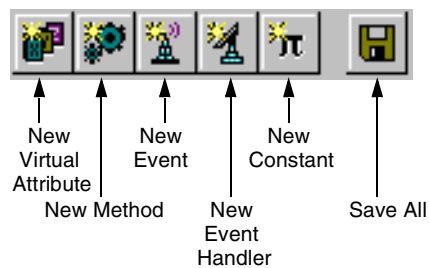 π
New
Virtual
Attribute
New Method
New
Event
New
Event
Handler
New
Constant
Save All